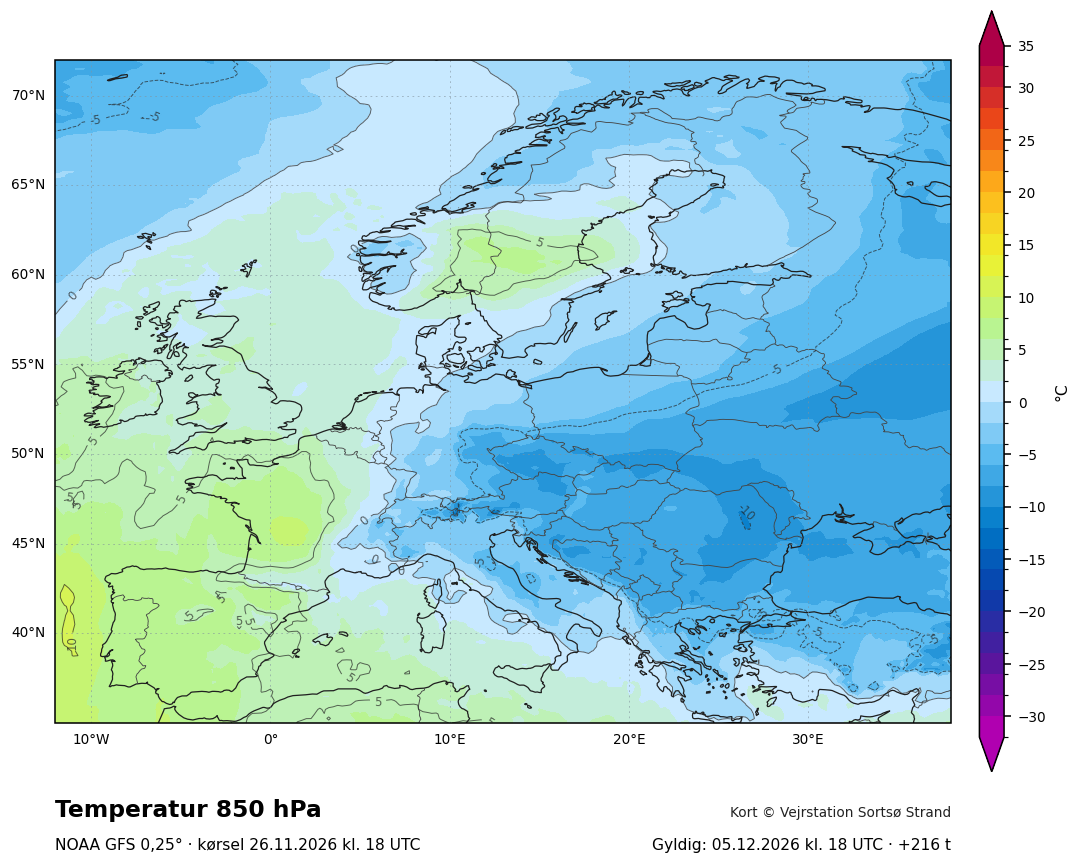 70°N
65°N
60°N
55°N
50°N
45°N
40°N
10°W
0°
10°E
20°E
30°E
35
30
25
20
15
10
5
0
−5
−10
−15
−20
−25
−30
°C
Temperatur 850 hPa
Kort © Vejrstation Sortsø Strand
NOAA GFS 0,25° · kørsel 26.11.2026 kl. 18 UTC
Gyldig: 05.12.2026 kl. 18 UTC · +216 t